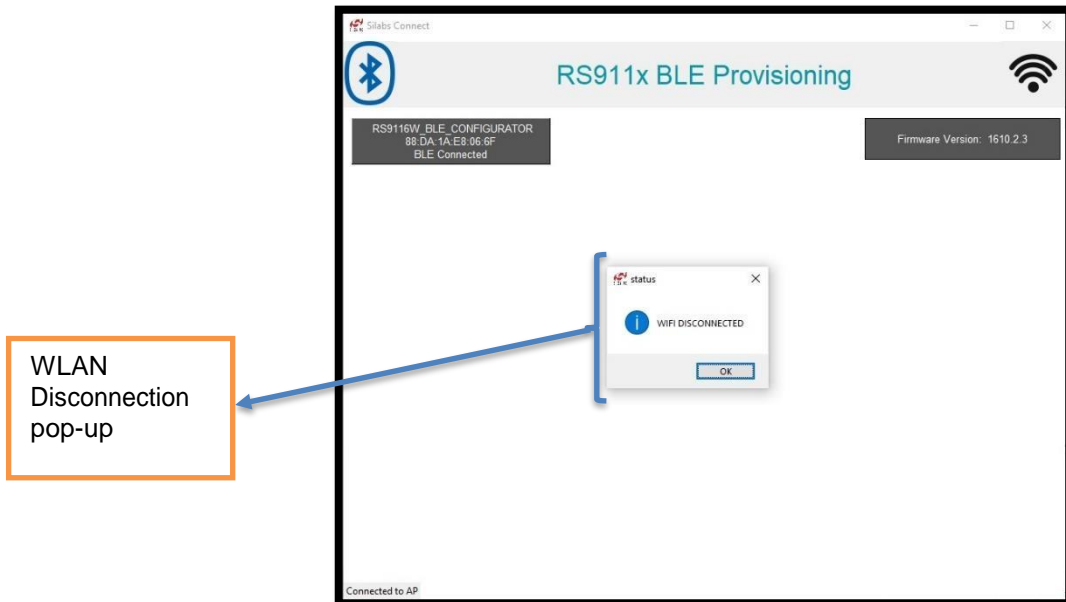 Silabs Connect
RS911x BLE Provisioning
RS9116W_BLE_CONFIGURATOR
88:DA:1A:E8:06:6F
BLE Connected
Firmware Version: 1610.2.3
status
WIFI DISCONNECTED
OK
WLAN
Disconnection
pop-up
Connected to AP